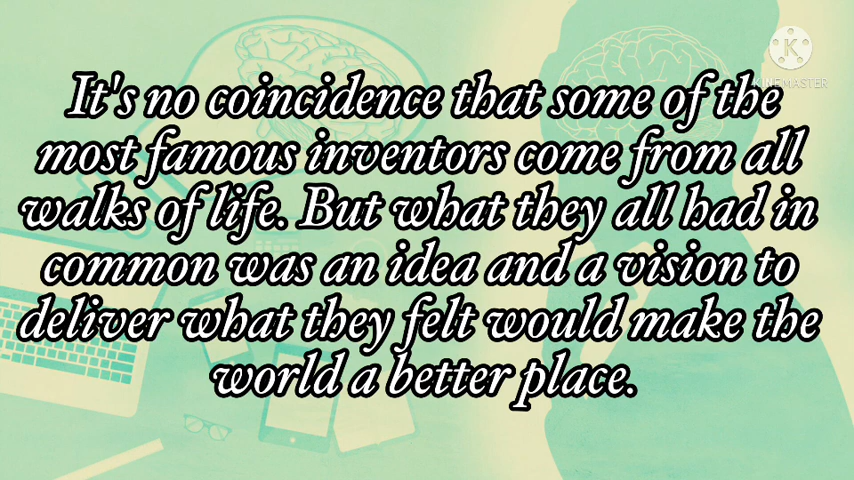 KINEMASTER
It's no coincidence that some of the
most famous inventors come from all
walks of life. But what they all had in
common was an idea and a vision to
deliver what they felt would make the
world a better place.